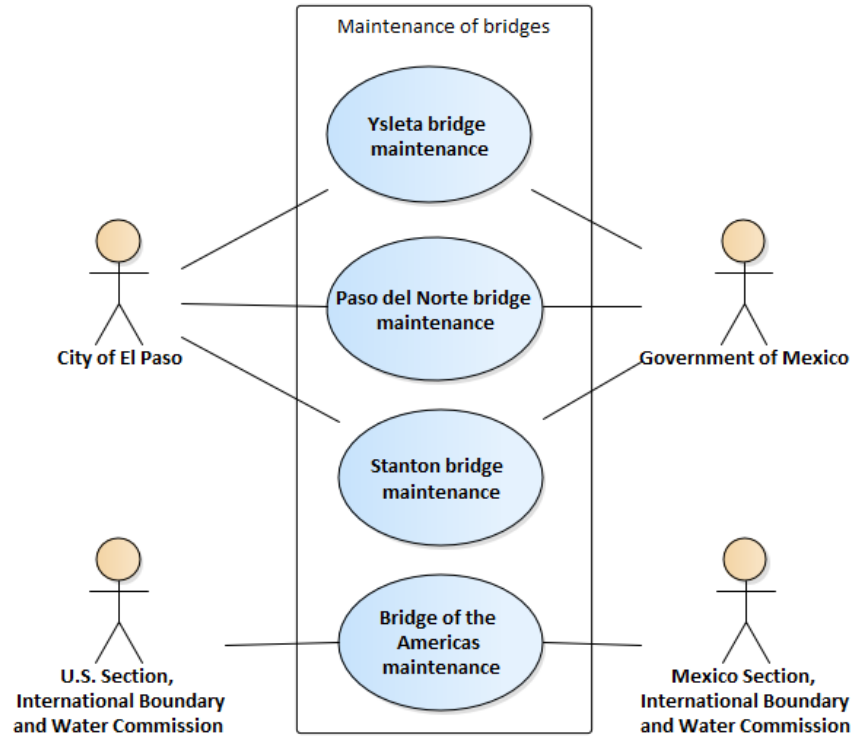 Maintenance of bridges
Ysleta bridge
maintenance
Paso del Norte bridge
maintenance
City of El Paso
Government of Mexico
Stanton bridge
maintenance
Bridge of the
Americas
maintenance
U.S. Section,
International Boundary
and Water Commission
Mexico Section,
International Boundary
and Water Commission